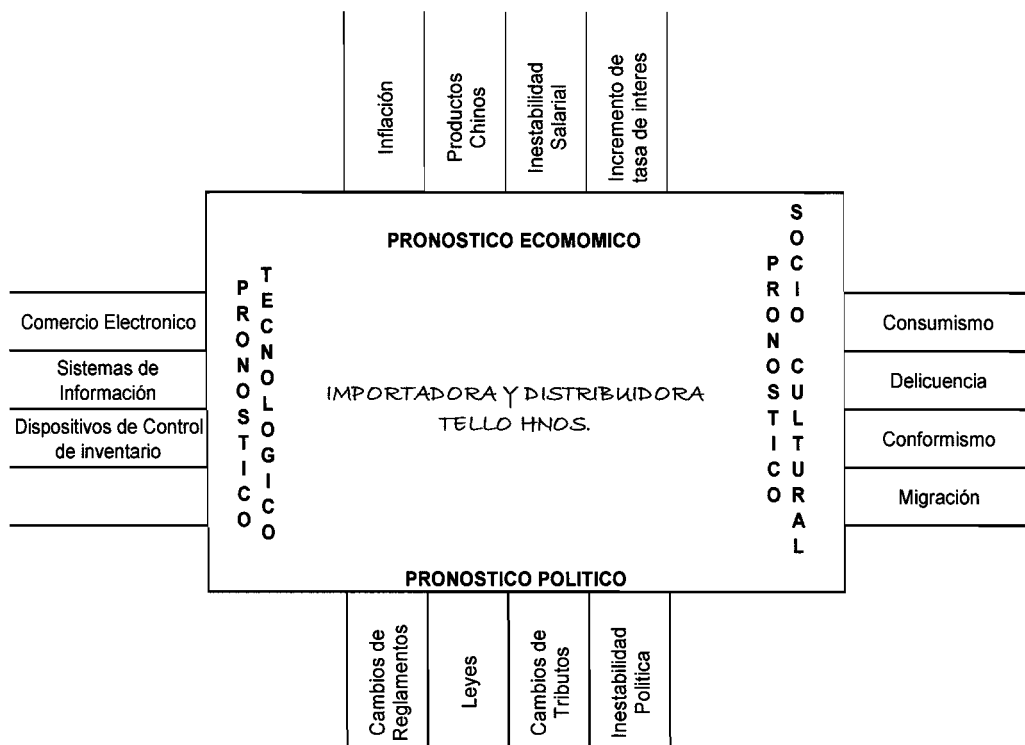 Inflación
Productos
Chinos
Inestabilidad
Salarial
Incremento de
tasa de interes
PRONOSTICO ECOMOMICO
PRONOSTICO
TECNOLOGICO
Comercio Electronico
Sistemas de
Información
Dispositivos de Control
de inventario
IMPORTADORA Y DISTRIBUIDORA
TELLO HNOS.
PRONOSTICO
SOCIO CULTURAL
Consumismo
Delicuencia
Conformismo
Migración
PRONÓSTICO POLITICO
Cambios de
Reglamentos
Leyes
Cambios de
Tributos
Inestabilidad
Politica